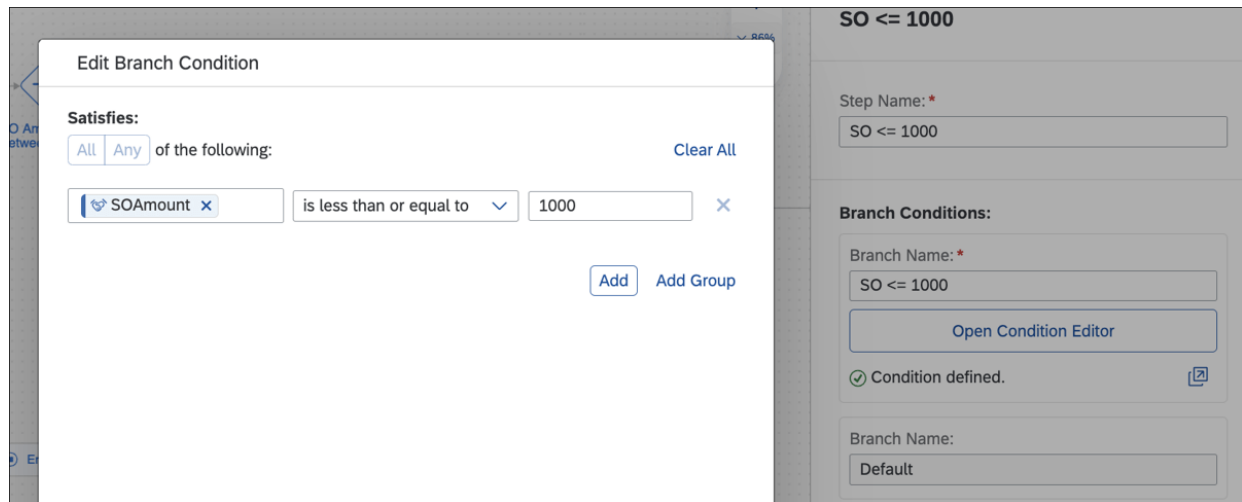 SO <= 1000
86%
Edit Branch Condition
Step Name: *
SO <= 1000
Satisfies:
All Any of the following:
Clear All
SOAmount
is less than or equal to
1000
Branch Conditions:
Branch Name: *
SO <= 1000
Add
Add Group
Open Condition Editor
Condition defined.
Branch Name:
Default